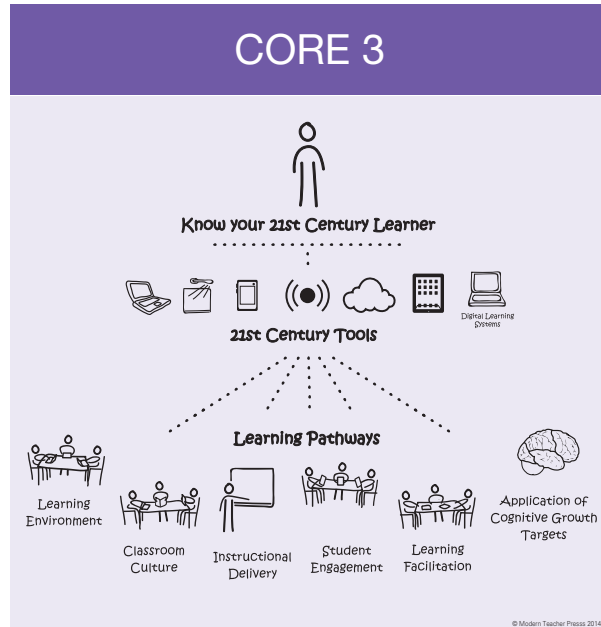 CORE 3
Know your 21st Century Learner
Digital Learning
Systems
21st Century Tools
Learning Pathways
Learning
Environment
Classroom
Culture
Instructional
Delivery
Student
Engagement
Learning
Facilitation
Application of
Cognitive Growth
Targets
© Modern Teacher Presss 2014